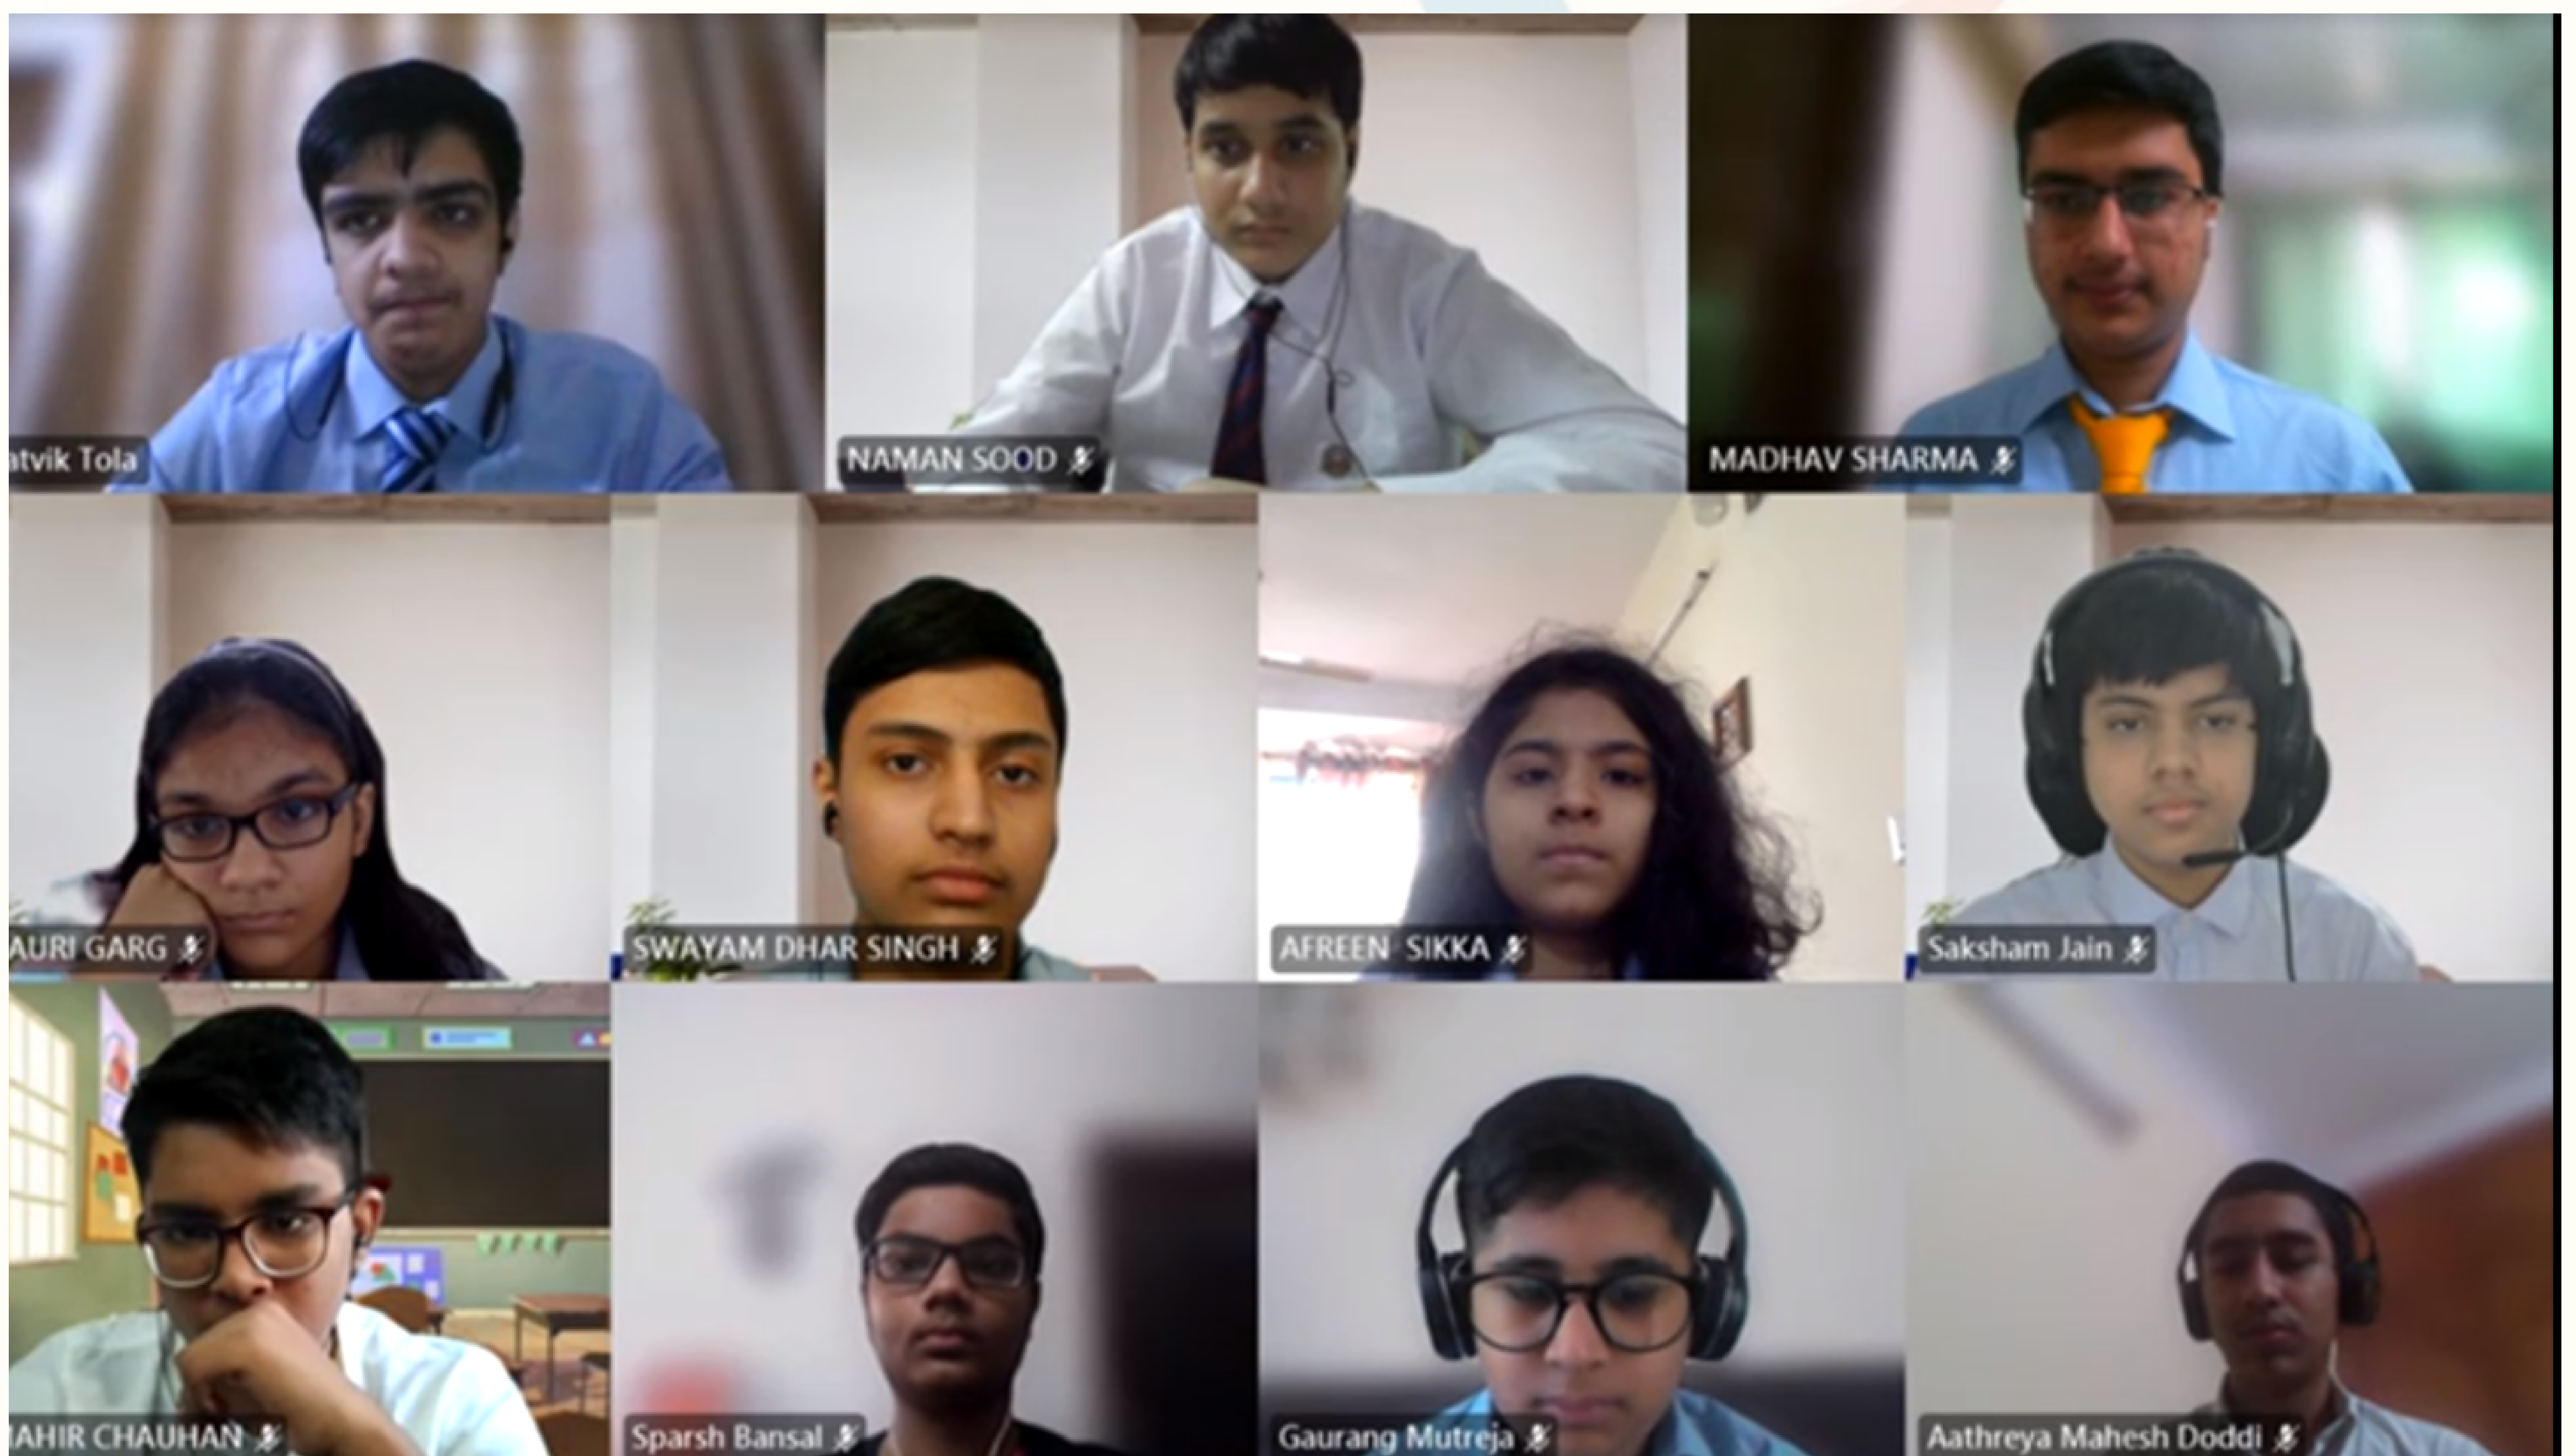 atvik Tola
NAMAN SOOD
MADHAV SHARMA
AURI GARG
SWAYAM DHAR SINGH
AFREEN SIKKA
Saksham Jain
AHIR CHAUHAN
Sparsh Bansal
Gaurang Mutreja
Aathreya Mahesh Doddi